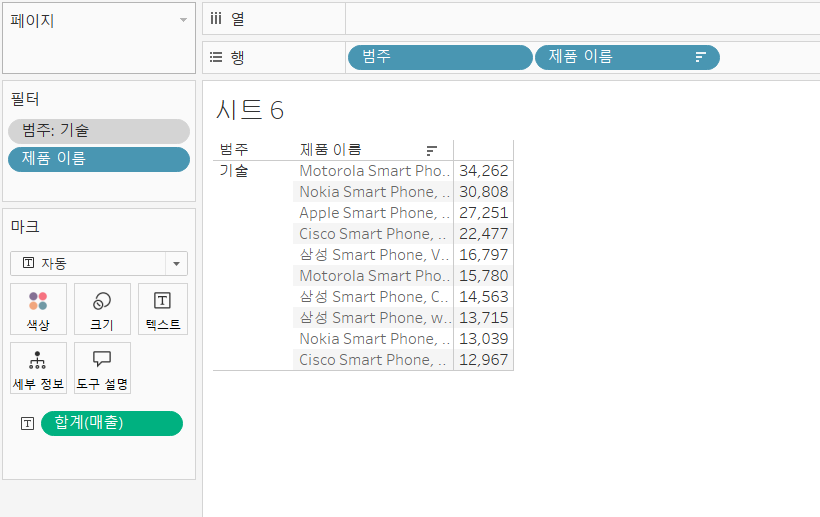 페이지
열
행 범주 제품 이름
필터
범주: 기술
제품 이름
마크
자동
색상 크기 텍스트
세부 정보 도구 설명
합계(매출)
시트 6
범주 제품 이름
기술 Motorola Smart Pho.. 34,262
Nokia Smart Phone, .. 30,808
Apple Smart Phone, .. 27,251
Cisco Smart Phone, .. 22,477
삼성 Smart Phone, V.. 16,797
Motorola Smart Pho.. 15,780
삼성 Smart Phone, C.. 14,563
삼성 Smart Phone, w.. 13,715
Nokia Smart Phone, .. 13,039
Cisco Smart Phone, .. 12,967